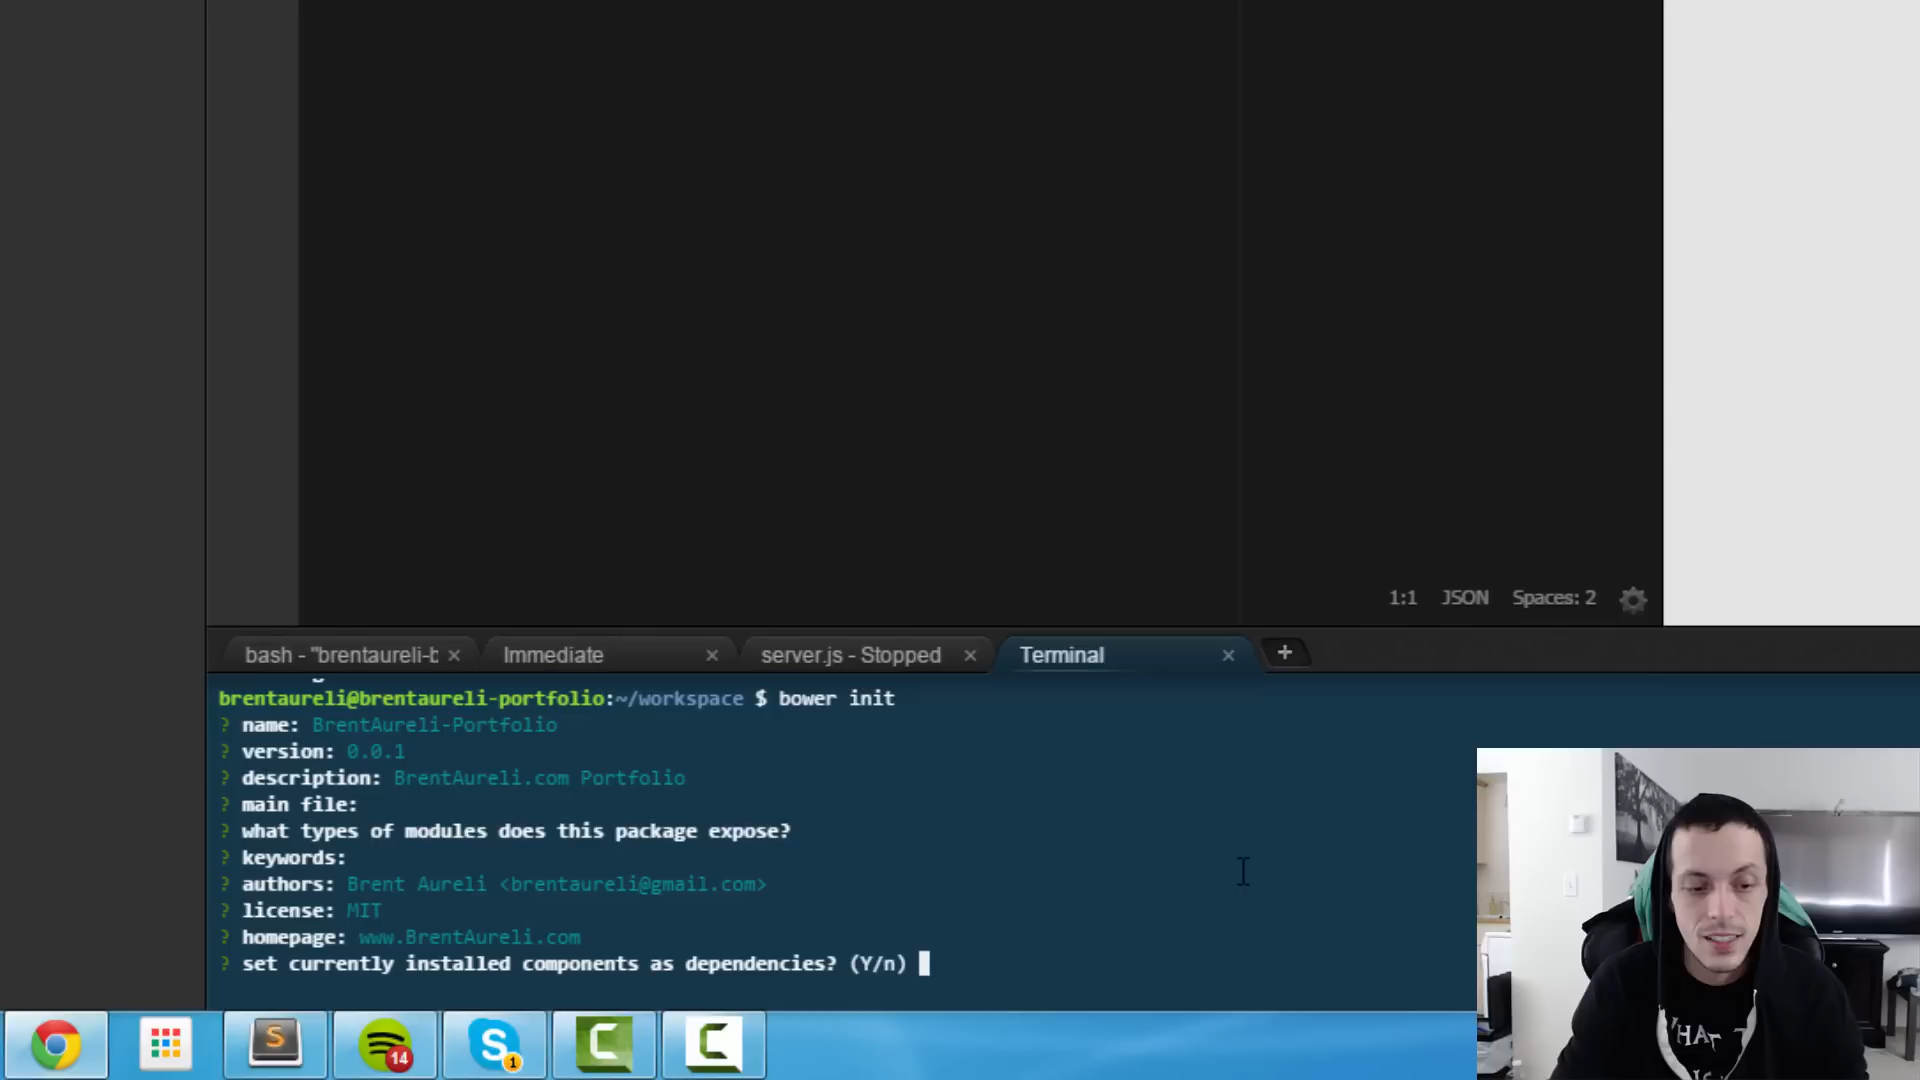 1:1 JSON Spaces: 2
bash - "brentaureli-b Immediate server.js - Stopped Terminal
brentaureli@brentaureli-portfolio:~/workspace $ bower init
? name: BrentAureli-Portfolio
? version: 0.0.1
? description: BrentAureli.com Portfolio
? main file:
? what types of modules does this package expose?
? keywords:
? authors: Brent Aureli <brentaureli@gmail.com>
? license: MIT
? homepage: www.BrentAureli.com
? set currently installed components as dependencies? (Y/n)
S 14 S 1 C C